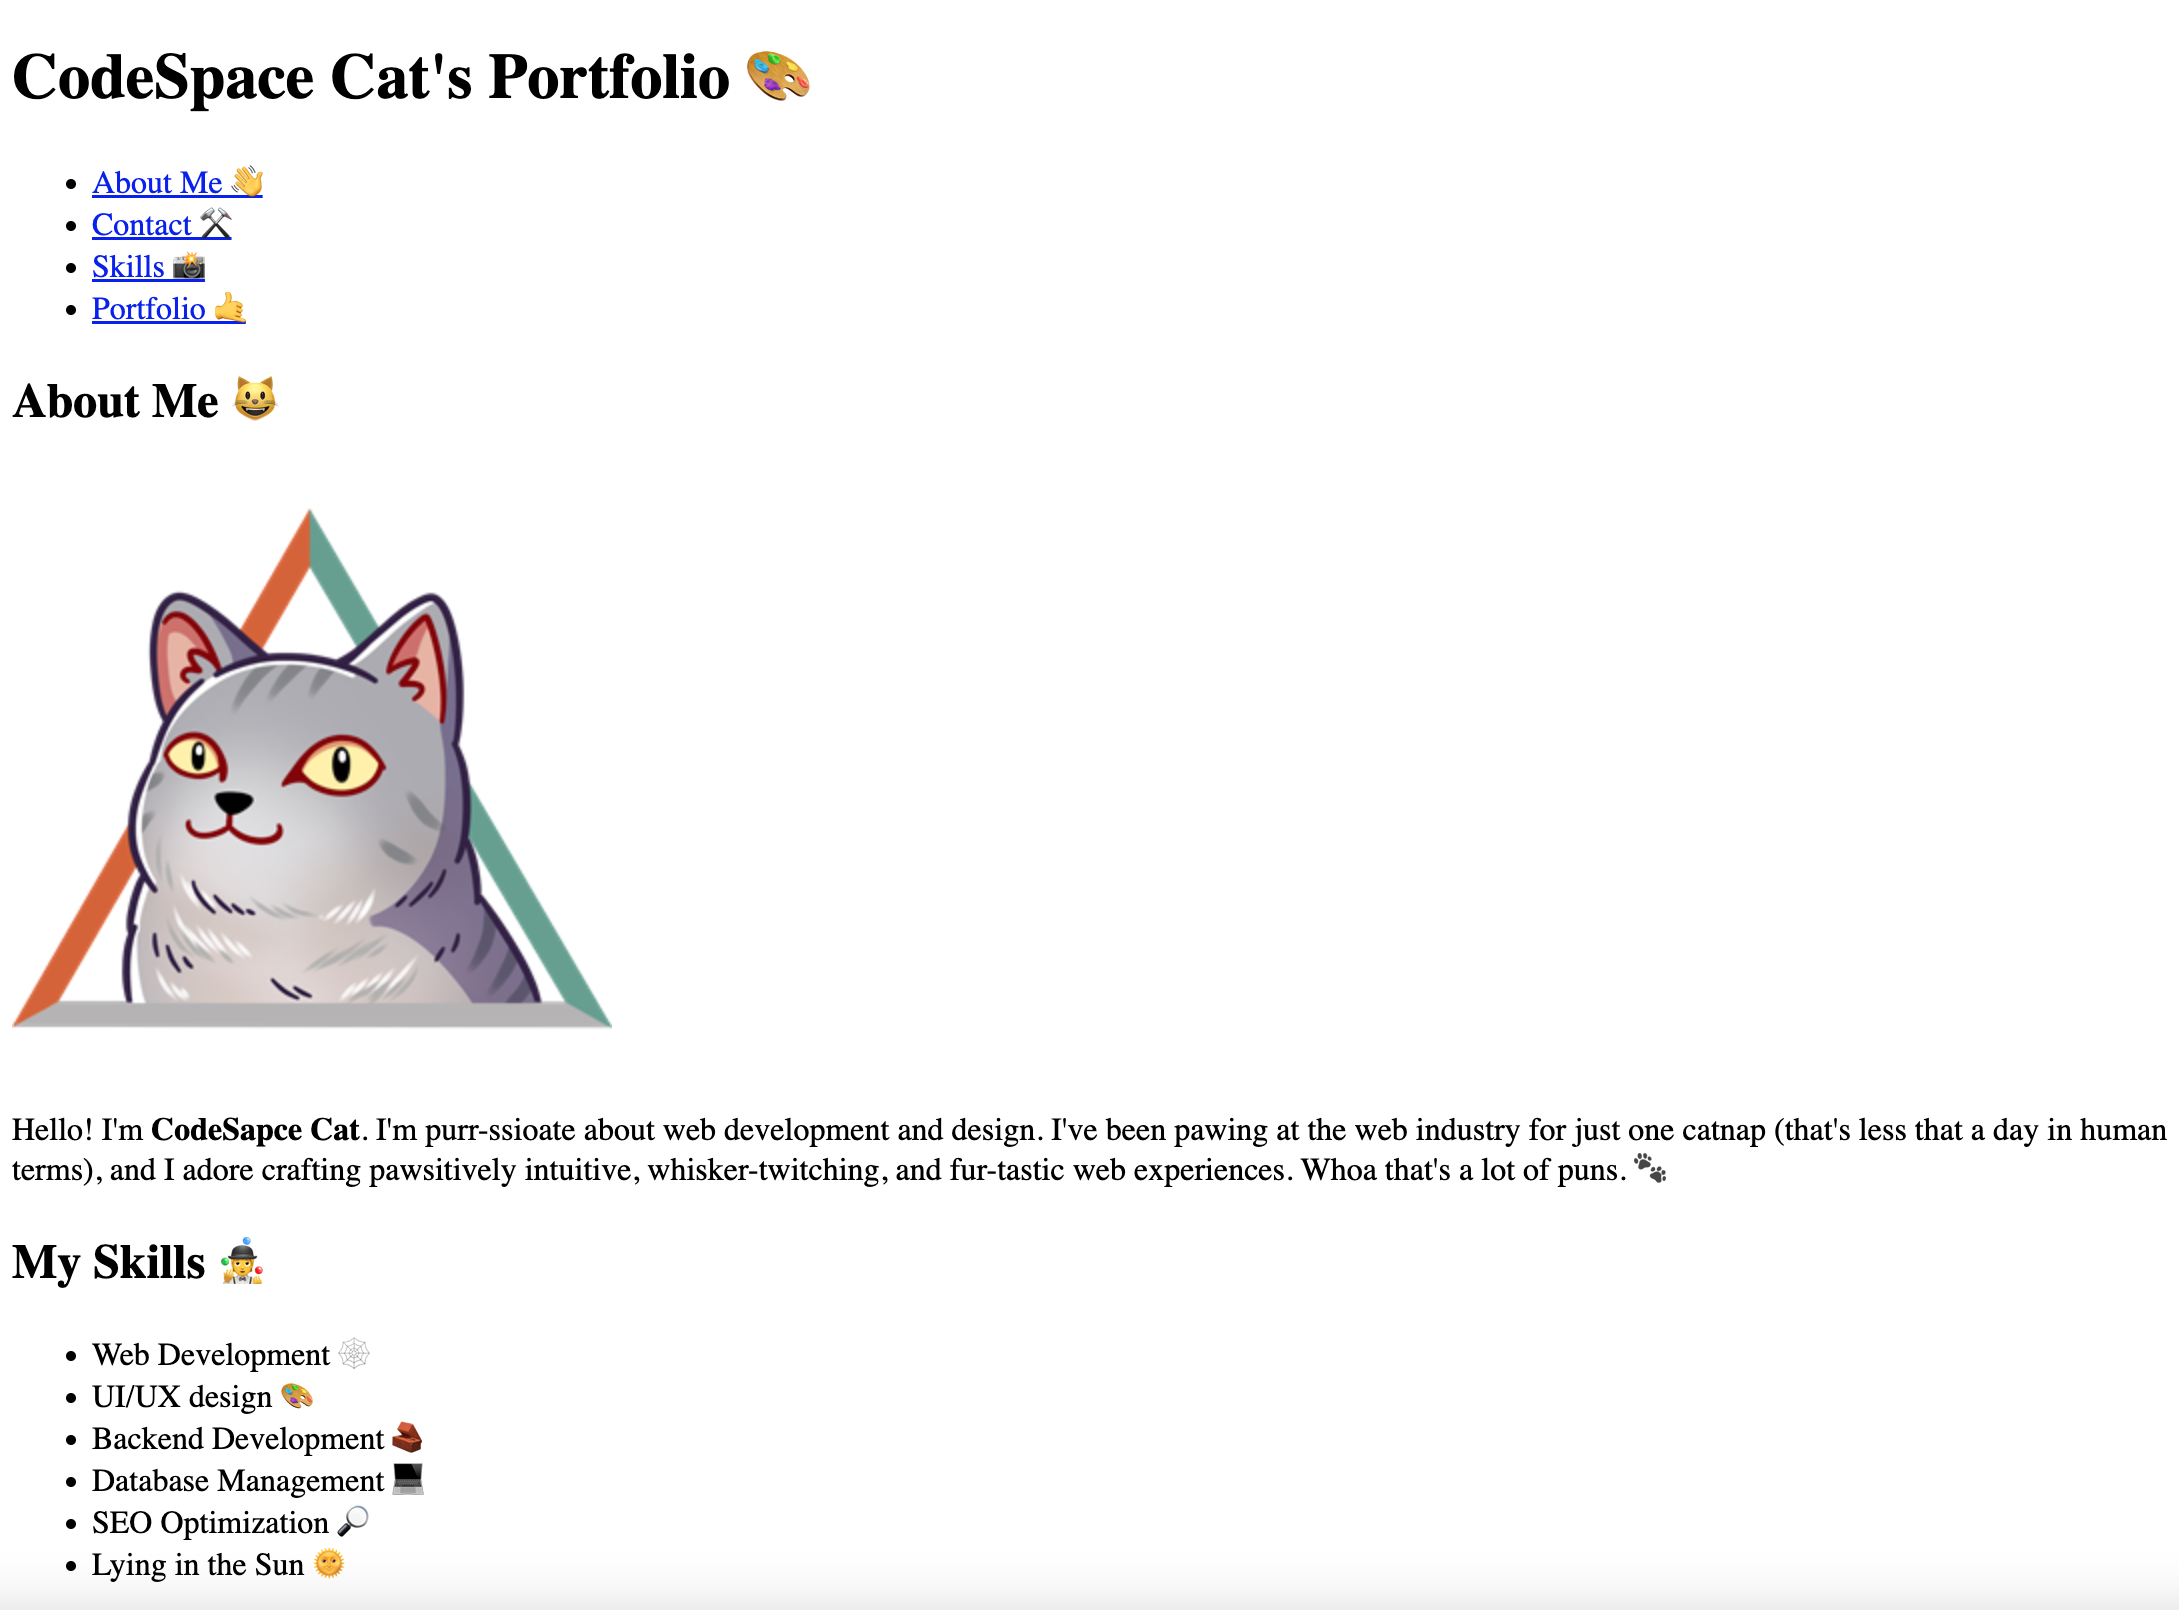 CodeSpace Cat's Portfolio 🎨
About Me 👋
Contact ⚒️
Skills 📸
Portfolio 🤙
About Me 😺
Hello! I'm CodeSapce Cat. I'm purr-ssioate about web development and design. I've been pawing at the web industry for just one catnap (that's less that a day in human
terms), and I adore crafting pawsitively intuitive, whisker-twitching, and fur-tastic web experiences. Whoa that's a lot of puns. 🐾
My Skills 🤹
Web Development 🕸️
UI/UX design 🎨
Backend Development 🧱
Database Management 💻
SEO Optimization 🔎
Lying in the Sun 🌞